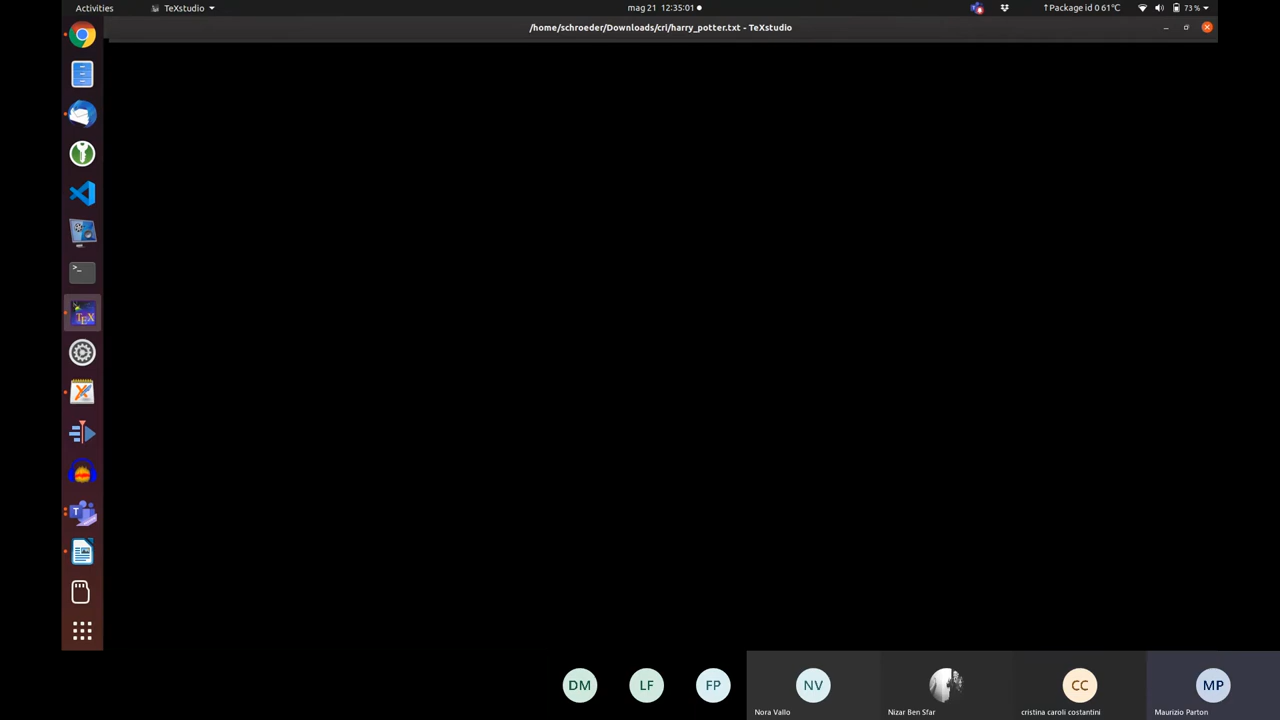 Activities
TeXstudio
mag 21 12:35:01
↑Package id 0 61°C
73 %
/home/schroeder/Downloads/cri/harry_potter.txt - TeXstudio
>_
TEX
T
DM
LF
FP
NV
CC
MP
Nora Vallo
Nizar Ben Sfar
cristina caroli costantini
Maurizio Parton